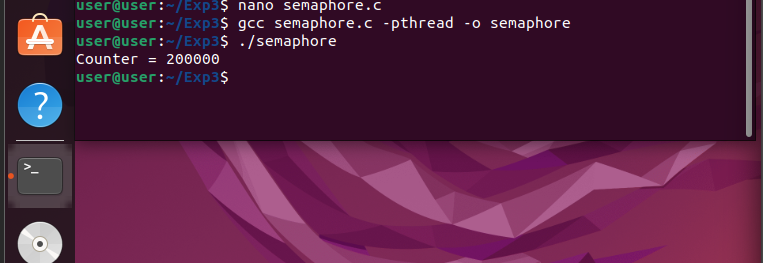 user@user:~/Exp3$ nano semaphore.c
user@user:~/Exp3$ gcc semaphore.c -pthread -o semaphore
user@user:~/Exp3$ ./semaphore
Counter = 200000
user@user:~/Exp3$
?
>_